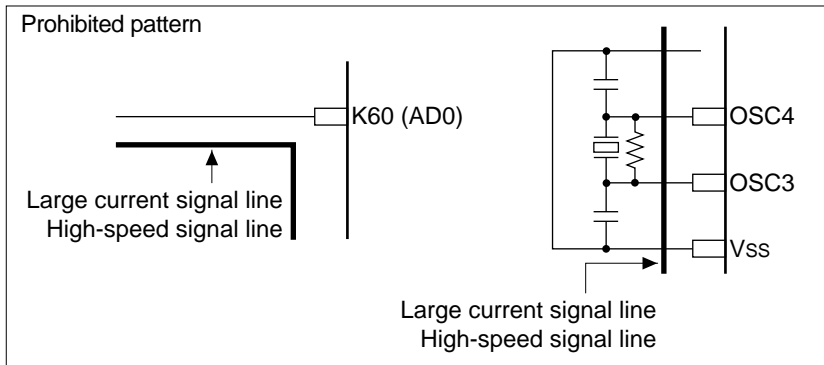 Prohibited pattern
K60 (AD0)
Large current signal line
High-speed signal line
OSC4
OSC3
VSS
Large current signal line
High-speed signal line